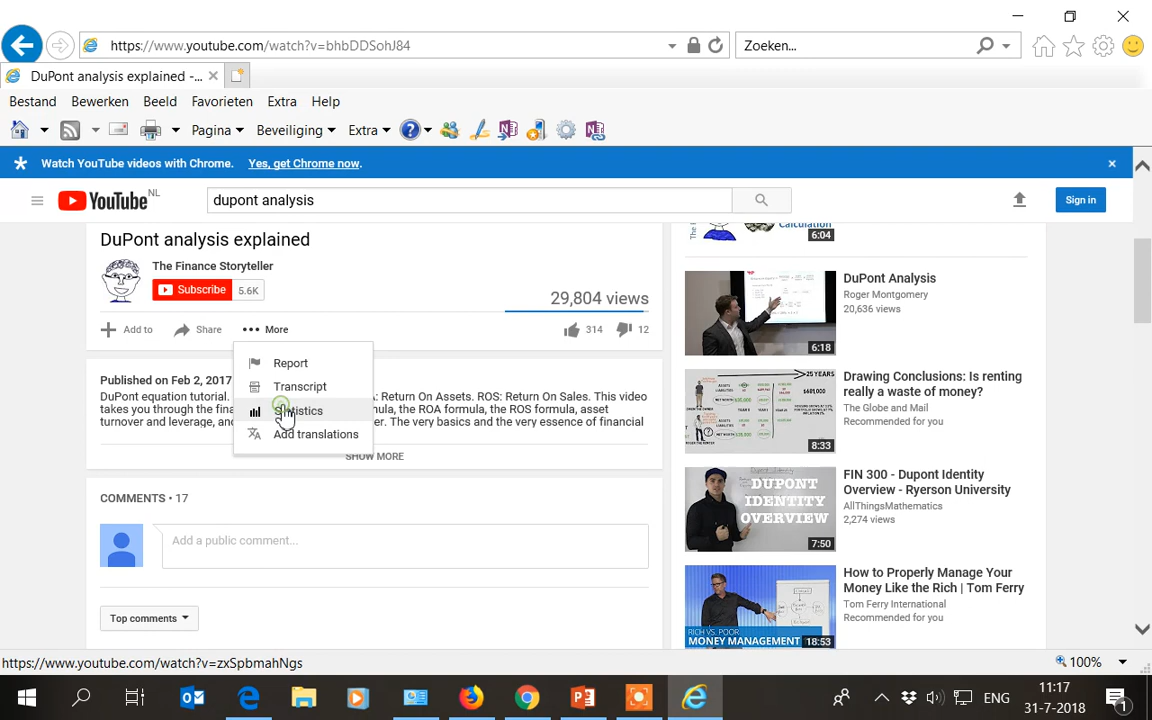 https://www.youtube.com/watch?v=bhbDDSohJ84
Zoeken...
DuPont analysis explained -...
Bestand Bewerken Beeld Favorieten Extra Help
Pagina Beveiliging Extra
Watch YouTube videos with Chrome. Yes, get Chrome now.
YouTube NL
dupont analysis
Sign in
DuPont analysis explained
The Finance Storyteller
Subscribe 5.6K
29,804 views
Add to Share More
314 12
Report
Transcript
Add translations
Published on Feb 2, 2017
DuPont equation tutorial. : Return On Assets. ROS: Return On Sales. This video
takes you through the formula, the ROA formula, the ROS formula, asset
turnover and leverage, The very basics and the very essence of financial
SHOW MORE
COMMENTS • 17
Add a public comment...
Top comments
Calculation
6:04
DuPont Analysis
Roger Montgomery
20,636 views
6:18
Drawing Conclusions: Is renting
really a waste of money?
The Globe and Mail
Recommended for you
25 YEARS
8:33
FIN 300 - Dupont Identity
Overview - Ryerson University
AllThingsMathematics
2,274 views
DUPONT
IDENTITY
OVERVIEW
7:50
How to Properly Manage Your
Money Like the Rich | Tom Ferry
Tom Ferry International
Recommended for you
RICH VS. POOR
MONEY MANAGEMENT
18:53
https://www.youtube.com/watch?v=zxSpbmahNgs
100%
ENG
11:17
31-7-2018
1